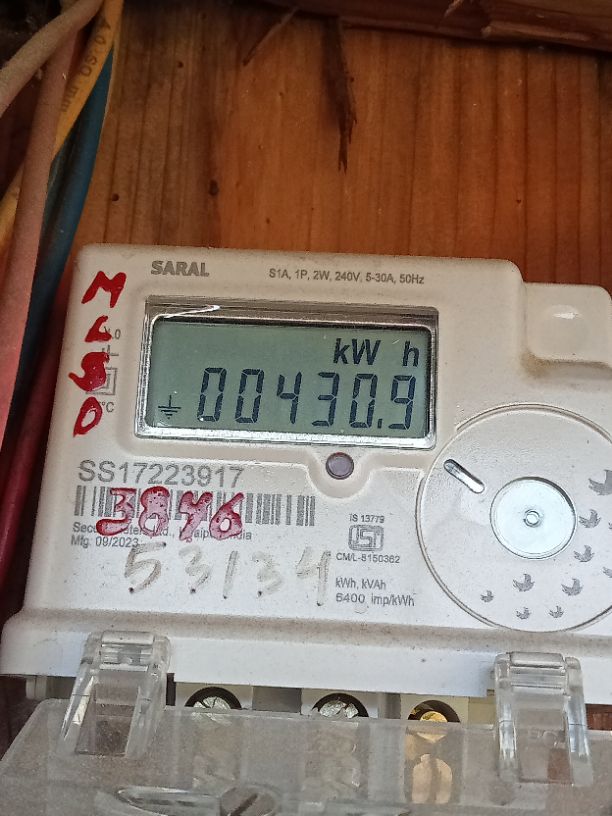 SARAL
S1A, 1P, 2W, 240V, 5-30A, 50Hz
kW h
00430.9
SS17223917
3846
Mfg: 09/2023
53134
IS 13779
ISI
CM/L-8150362
kWh, kVAh
6400 imp/kWh